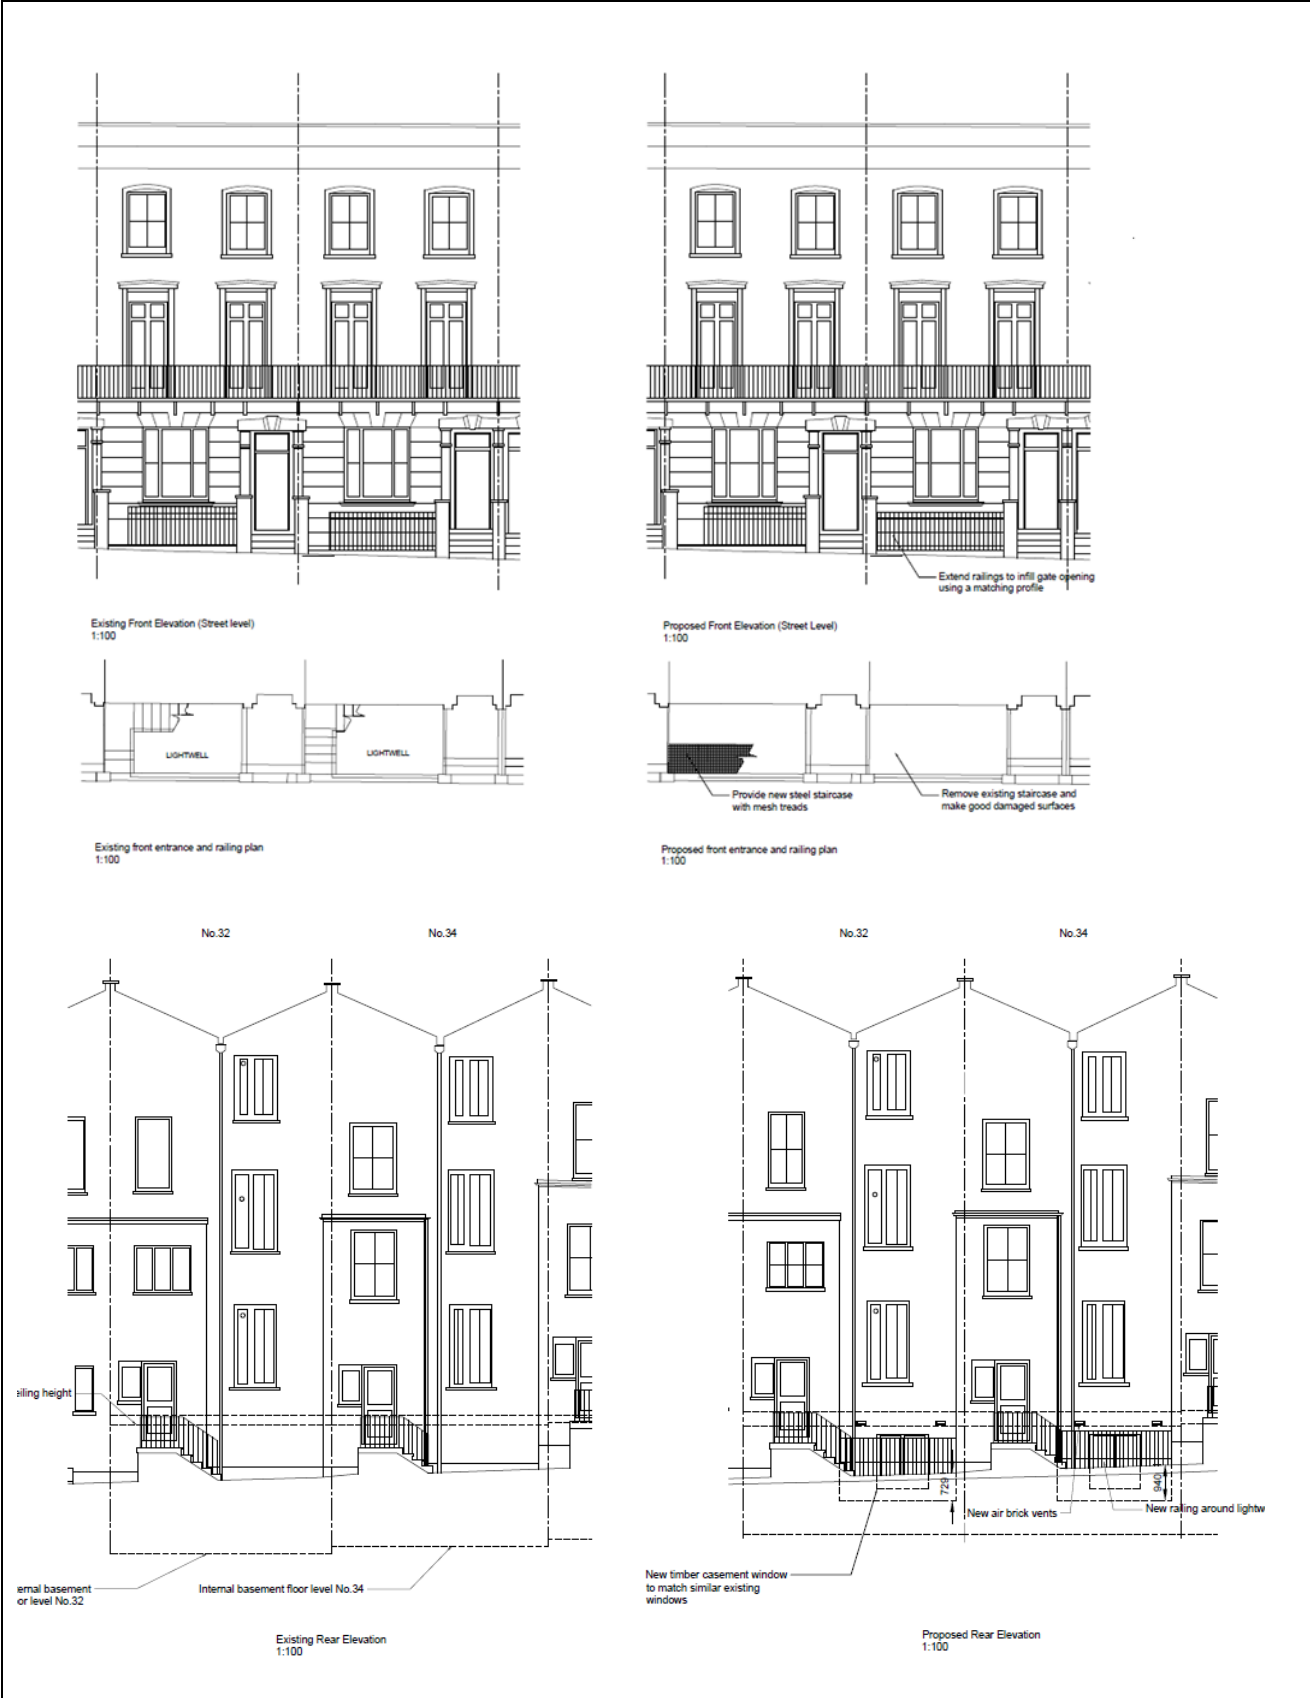 Extend railings to infill gate opening
using a matching profile
Existing Front Elevation (Street level)
1:100
Proposed Front Elevation (Street Level)
1:100
LIGHTWELL
LIGHTWELL
Provide new steel staircase
with mesh treads
Remove existing staircase and
make good damaged surfaces
Existing front entrance and railing plan
1:100
Proposed front entrance and railing plan
1:100
No.32
No.34
No.32
No.34
eiling height
729
940
New air brick vents
New railing around lightw
New timber casement window
to match similar existing
windows
ernal basement
or level No.32
Internal basement floor level No.34
Existing Rear Elevation
1:100
Proposed Rear Elevation
1:100